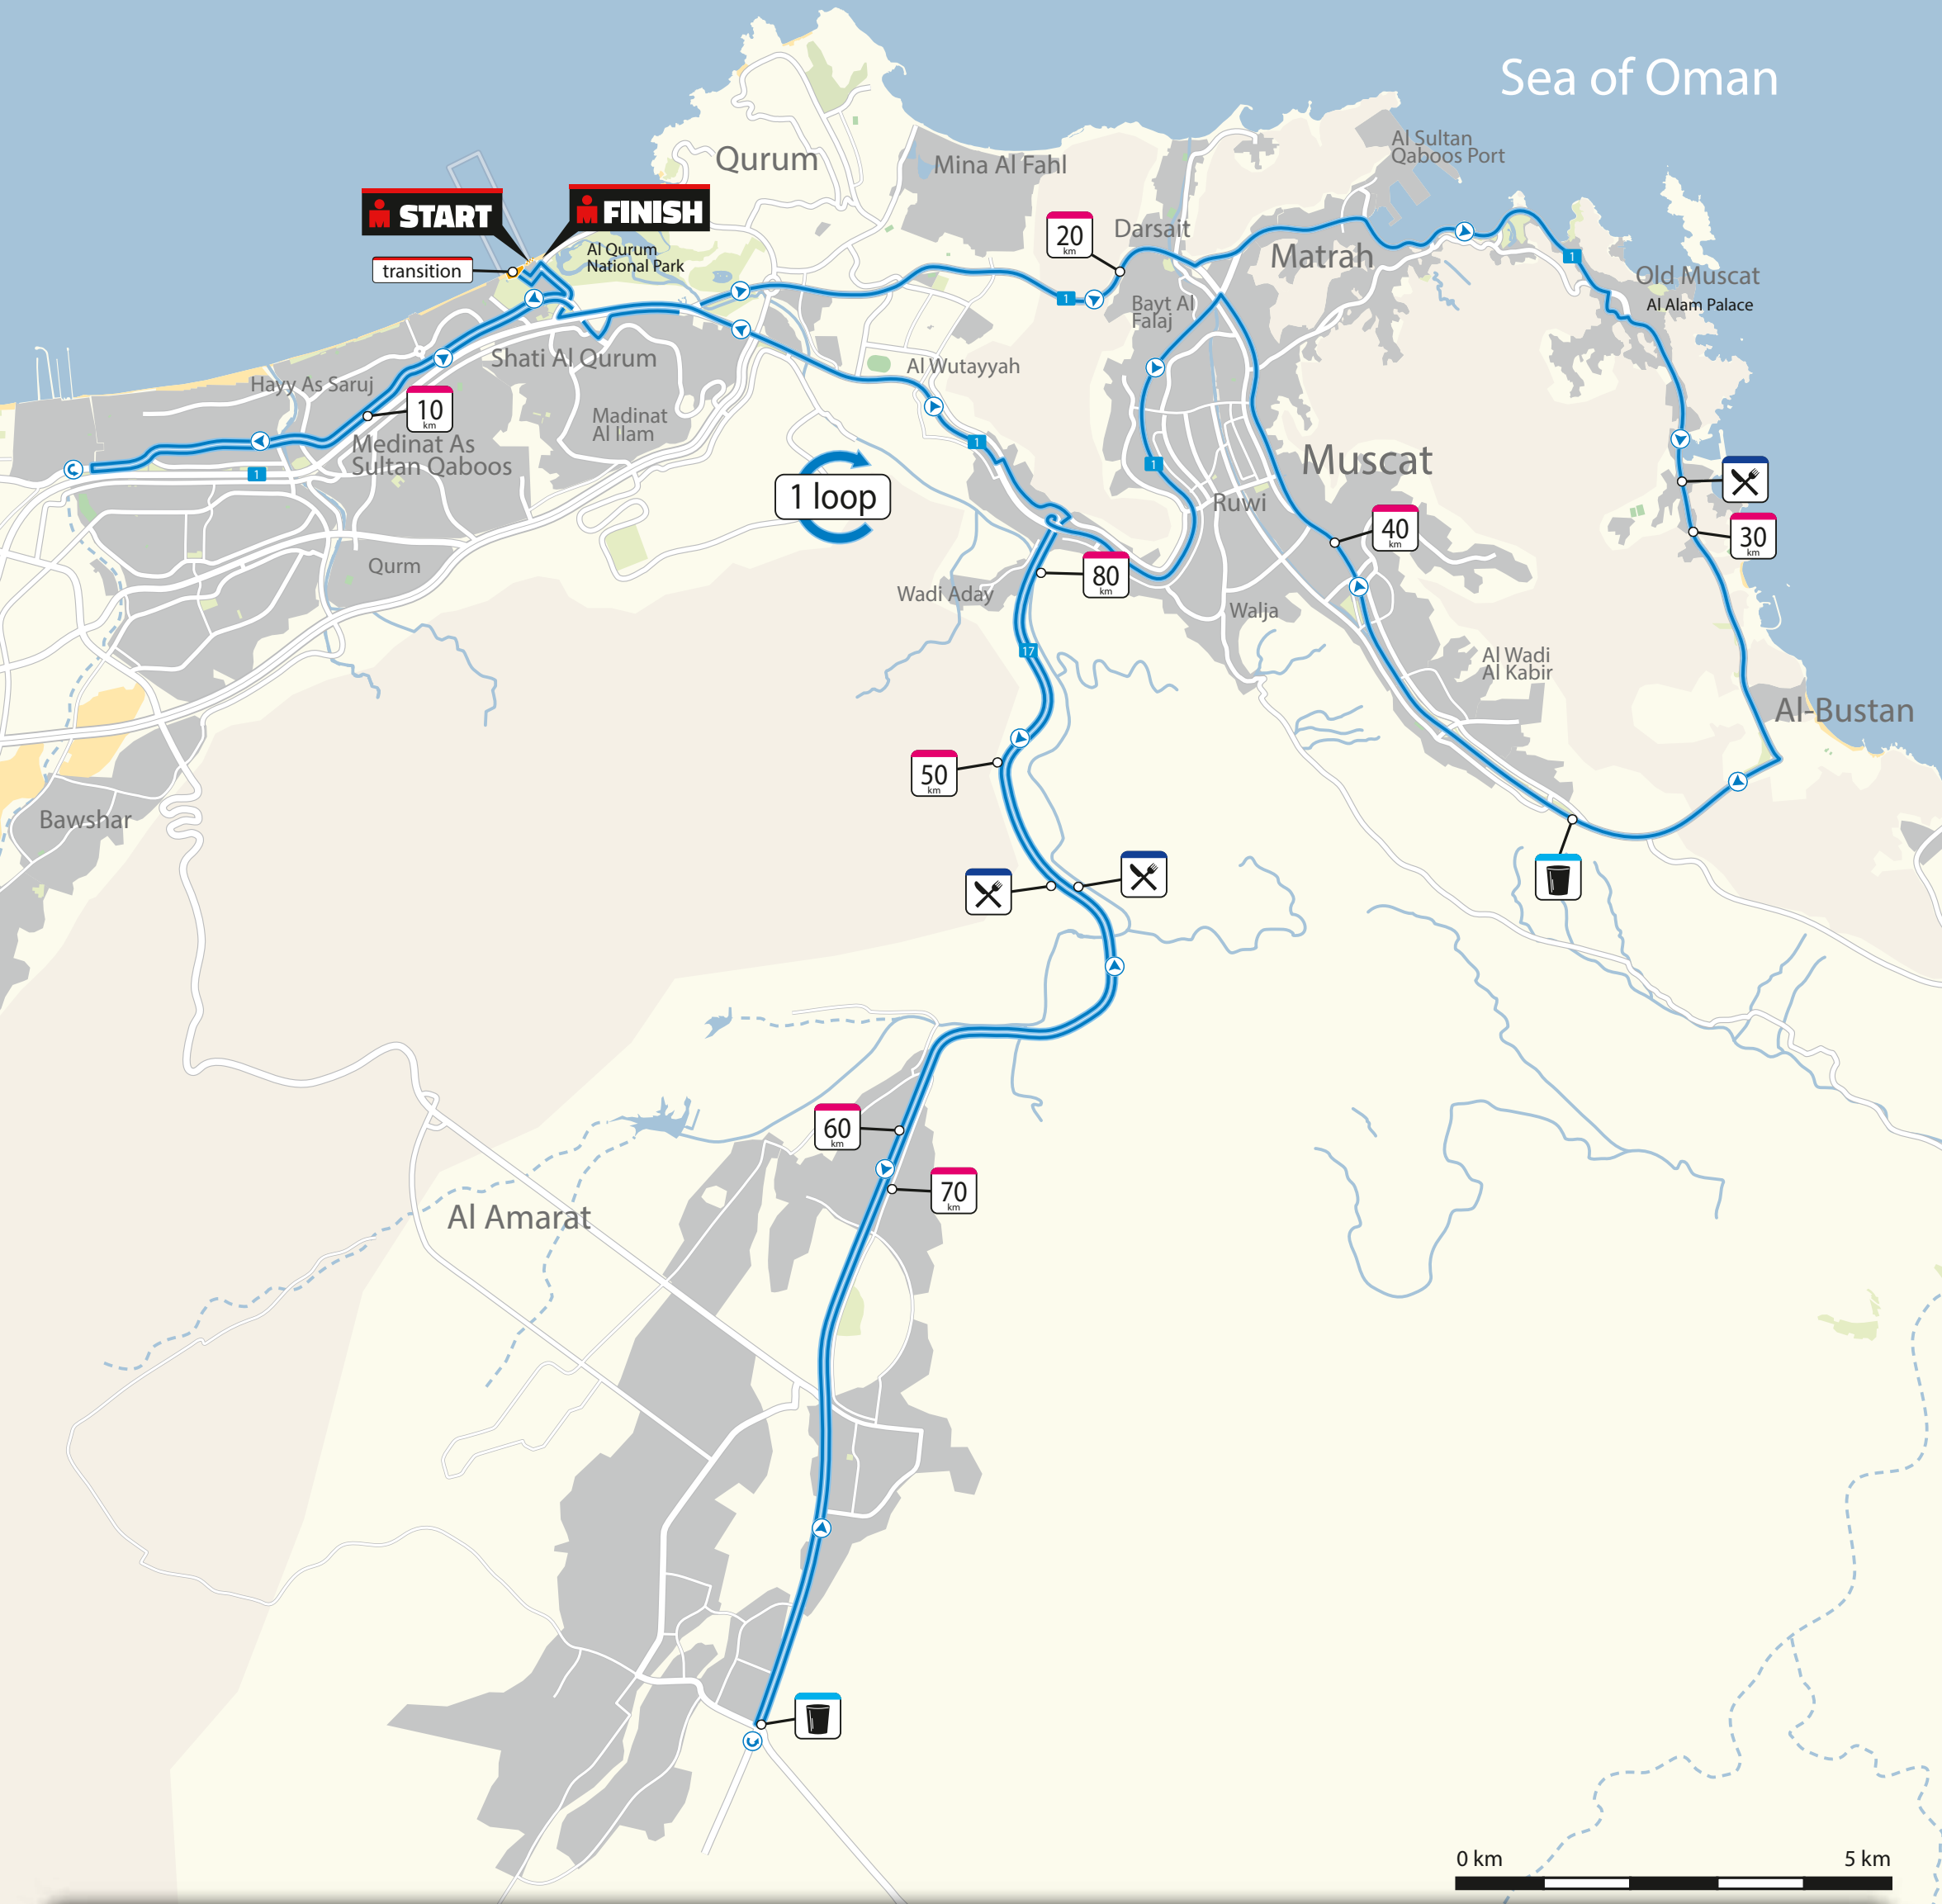 Sea of Oman
Al Sultan
Qaboos Port
Qurum
Mina Al Fahl
START
FINISH
20
km
Darsait
Al Qurum
National Park
transition
Matrah
Old Muscat
Al Alam Palace
1
1
Bayt Al
Falaj
Shati Al Qurum
Al Wutayyah
Hayy As Saruj
10
km
Madinat
Al Ilam
Medinat As
Sultan Qaboos
1
1
1
Muscat
1 loop
Ruwi
40
km
30
km
Qurm
80
km
Wadi Aday
Walja
17
Al Wadi
Al Kabir
Al-Bustan
50
km
Bawshar
60
km
70
km
Al Amarat
0 km
5 km